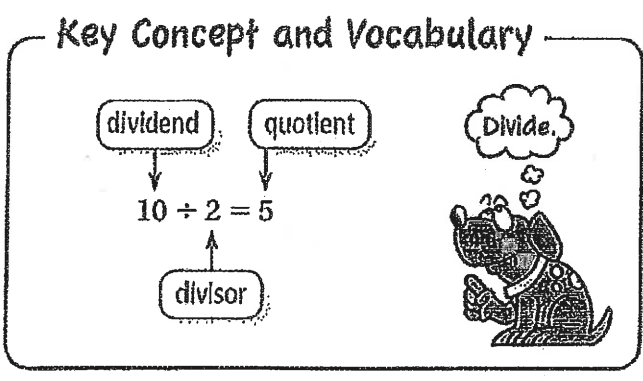 Key Concept and Vocabulary
dividend quotient
10 ÷ 2 = 5
divisor
Divide.